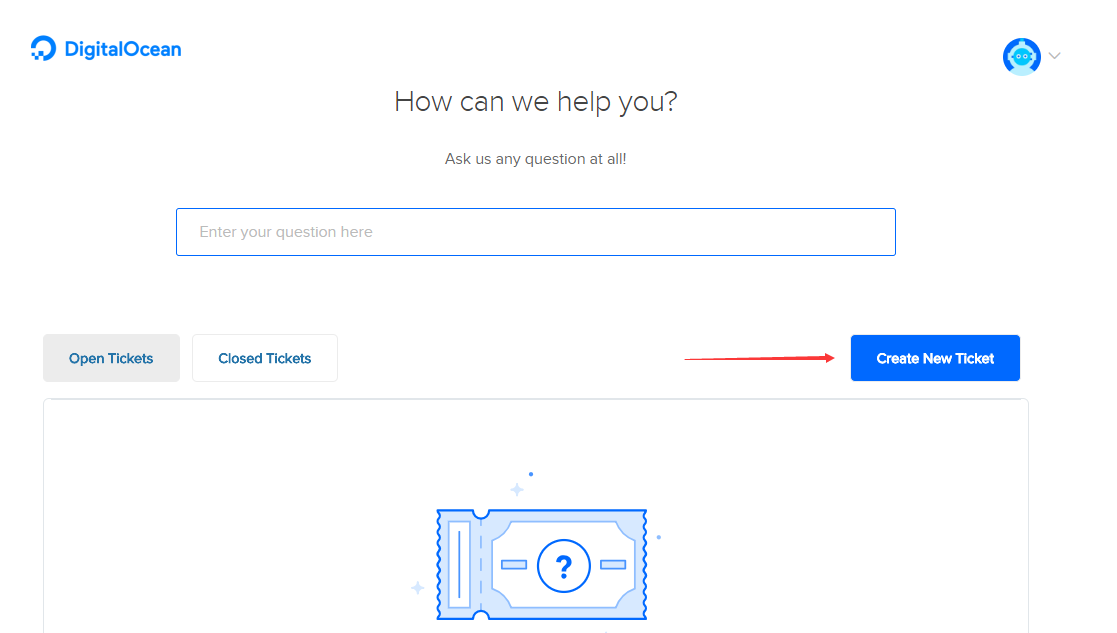 DigitalOcean
How can we help you?
Ask us any question at all!
Enter your question here
Open Tickets
Closed Tickets
Create New Ticket
?